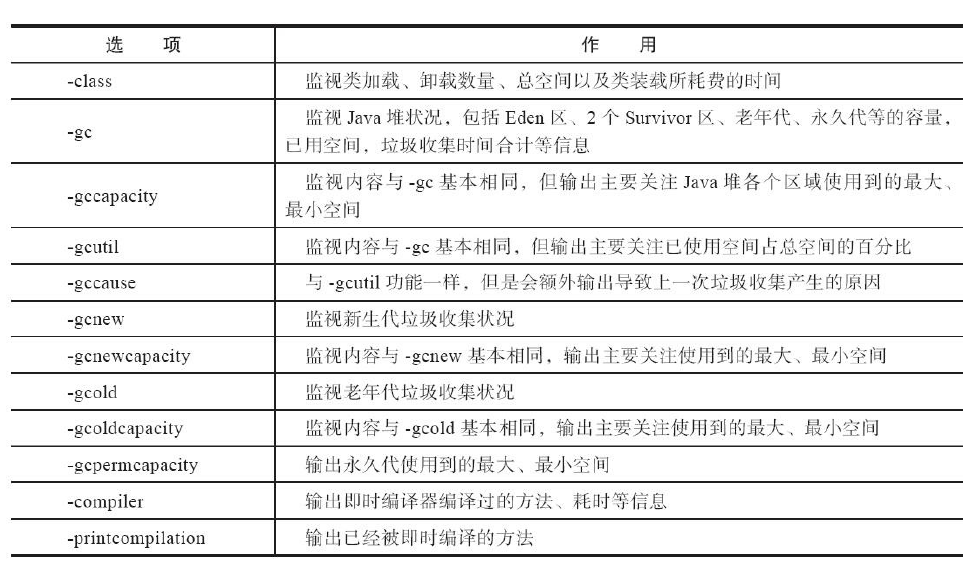 选 项 作 用
-class 监视类加载、卸载数量、总空间以及类装载所耗费的时间
-gc 监视 Java 堆状况，包括 Eden 区、2 个 Survivor 区、老年代、永久代等的容量，
已用空间，垃圾收集时间合计等信息
-gccapacity 监视内容与 -gc 基本相同，但输出主要关注 Java 堆各个区域使用到的最大、
最小空间
-gcutil 监视内容与 -gc 基本相同，但输出主要关注已使用空间占总空间的百分比
-gccause 与 -gcutil 功能一样，但是会额外输出导致上一次垃圾收集产生的原因
-gcnew 监视新生代垃圾收集状况
-gcnewcapacity 监视内容与 -gcnew 基本相同，输出主要关注使用到的最大、最小空间
-gcold 监视老年代垃圾收集状况
-gcoldcapacity 监视内容与 -gcold 基本相同，输出主要关注使用到的最大、最小空间
-gcpermcapacity 输出永久代使用到的最大、最小空间
-compiler 输出即时编译器编译过的方法、耗时等信息
-printcompilation 输出已经被即时编译的方法